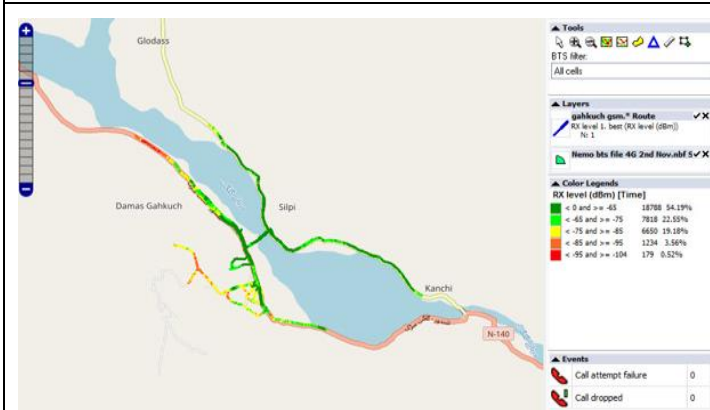 Glodass
Damas Gahkuch
Silpi
Kanchi
N-140
Tools
BTS filter:
All cells
Layers
gahkuch gsm.* Route
RX level 1. best (RX level (dBm))
N: 1
Nemo bts file 4G 2nd Nov.nbf S
Color Legends
RX level (dBm) [Time]
< 0 and >= -65 18788 54.19%
< -65 and >= -75 7818 22.55%
< -75 and >= -85 6650 19.18%
< -85 and >= -95 1234 3.56%
< -95 and >= -104 179 0.52%
Events
Call attempt failure 0
Call dropped 0